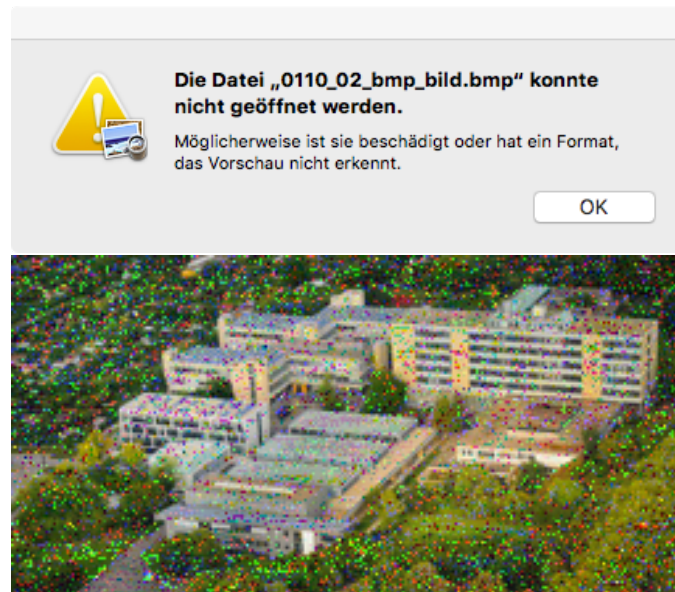 Die Datei „0110_02_bmp_bild.bmp“ konnte
nicht geöffnet werden.
Möglicherweise ist sie beschädigt oder hat ein Format,
das Vorschau nicht erkennt.
OK